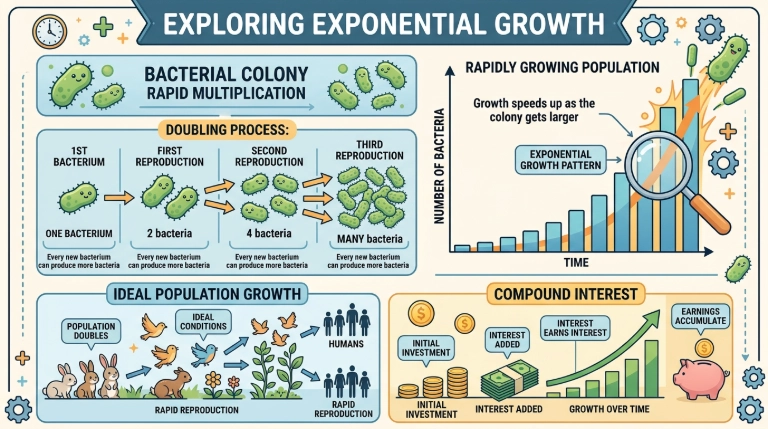 EXPLORING EXPONENTIAL GROWTH
BACTERIAL COLONY
RAPID MULTIPLICATION
DOUBLING PROCESS:
1ST
BACTERIUM
ONE BACTERIUM
Every new bacterium
can produce more bacteria
FIRST
REPRODUCTION
2 bacteria
Every new bacterium
can produce more bacteria
SECOND
REPRODUCTION
4 bacteria
Every new bacterium
can produce more bacteria
THIRD
REPRODUCTION
MANY bacteria
Every new bacterium
can produce more bacteria
RAPIDLY GROWING POPULATION
Growth speeds up as the
colony gets larger
EXPONENTIAL
GROWTH PATTERN
NUMBER OF BACTERIA
TIME
IDEAL POPULATION GROWTH
POPULATION
DOUBLES
IDEAL
CONDITIONS
HUMANS
RAPID REPRODUCTION
RAPID
REPRODUCTION
COMPOUND INTEREST
INITIAL
INVESTMENT
INITIAL
INVESTMENT
INTEREST
ADDED
INTEREST ADDED
INTEREST
EARNS INTEREST
GROWTH OVER TIME
EARNINGS
ACCUMULATE